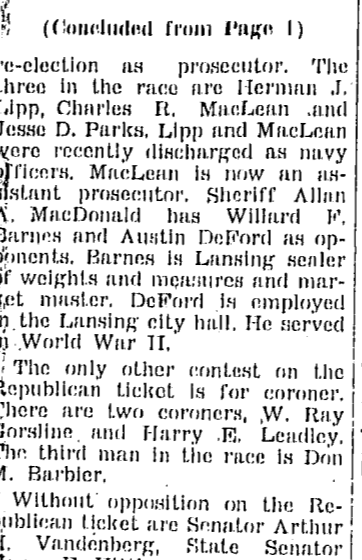 (Concluded from Page 1)
re-election as prosecutor. The
three in the race are Herman J.
Lipp, Charles R. MacLean and
Jesse D. Parks. Lipp and MacLean
were recently discharged as navy
officers. MacLean is now an as-
sistant prosecutor. Sheriff Allan
A. MacDonald has Willard F.
Barnes and Austin DeFord as op-
ponents. Barnes is Lansing sealer
of weights and measures and mar-
ket master. DeFord is employed
in the Lansing city hall. He served
in World War II.
The only other contest on the
Republican ticket is for coroner.
There are two coroners, W. Ray
Gorsline and Harry E. Leadley.
The third man in the race is Don
M. Barbier.
Without opposition on the Re-
publican ticket are Senator Arthur
H. Vandenberg, State Senator